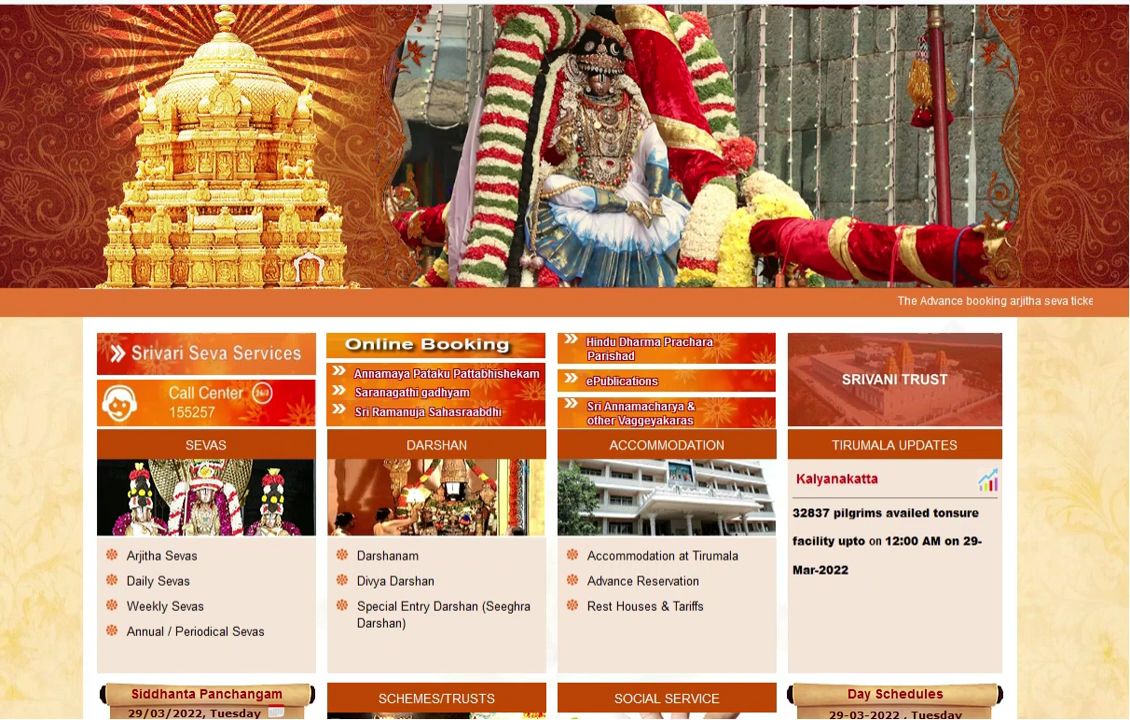 The Advance booking arjitha seva ticke
Srivari Seva Services
Call Center 24/7
155257
Online Booking
Annamaya Pataku Pattabhishekam
Saranagathi gadhyam
Sri Ramanuja Sahasraabdhi
Hindu Dharma Prachara
Parishad
ePublications
Sri Annamacharya &
other Vaggeyakaras
SRIVANI TRUST
SEVAS
Arjitha Sevas
Daily Sevas
Weekly Sevas
Annual / Periodical Sevas
DARSHAN
Darshanam
Divya Darshan
Special Entry Darshan (Seeghra
Darshan)
ACCOMMODATION
Accommodation at Tirumala
Advance Reservation
Rest Houses & Tariffs
TIRUMALA UPDATES
Kalyanakatta
32837 pilgrims availed tonsure
facility upto on 12:00 AM on 29-
Mar-2022
Siddhanta Panchangam
29/03/2022, Tuesday
SCHEMES/TRUSTS
SOCIAL SERVICE
Day Schedules
29-03-2022 , Tuesday